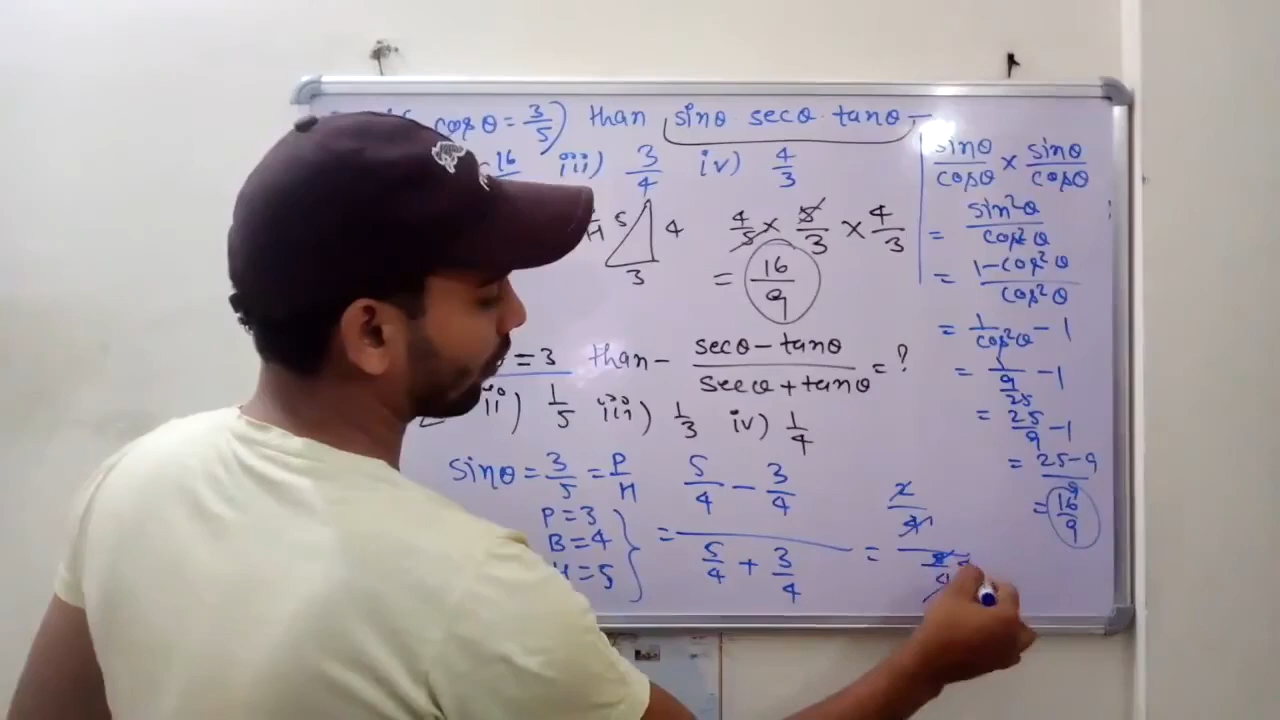 cosθ = 3/5) than sinθ secθ tanθ -
16 iii) 3/4 iv) 4/3
H 5 4 3
4/5 × 5/3 × 4/3
= 16/9
= 3 than - secθ - tanθ / secθ + tanθ = ?
ii) 1/5 iii) 1/3 iv) 1/4
sinθ = 3/5 = P/H
P = 3
B = 4
H = 5
5/4 - 3/4 / 5/4 + 3/4
=
sinθ/cosθ × sinθ/cosθ
= sin²θ/cos²θ
= 1-cos²θ/cos²θ
= 1/cos²θ - 1
= 1/9/25 - 1
= 25/9 - 1
= 25-9/9
= 16/9